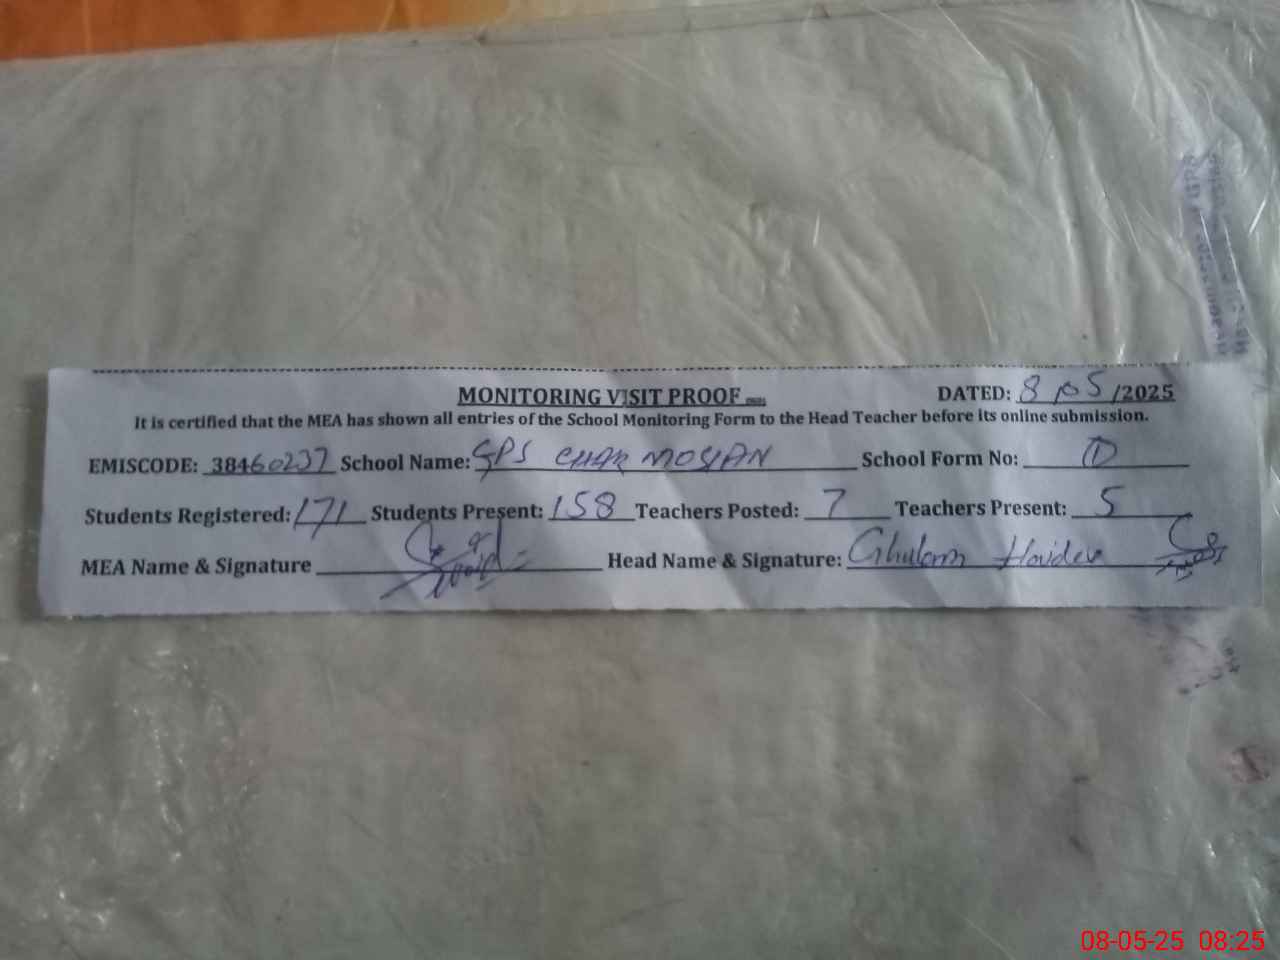 MONITORING VISIT PROOF DATED: 8/05/2025
It is certified that the MEA has shown all entries of the School Monitoring Form to the Head Teacher before its online submission.
EMISCODE: 38460237 School Name: GPS CHAK MOSIAN School Form No: 1
Students Registered: 171 Students Present: 158 Teachers Posted: 7 Teachers Present: 5
MEA Name & Signature Head Name & Signature: Ghulam Haider
08-05-25 08:25